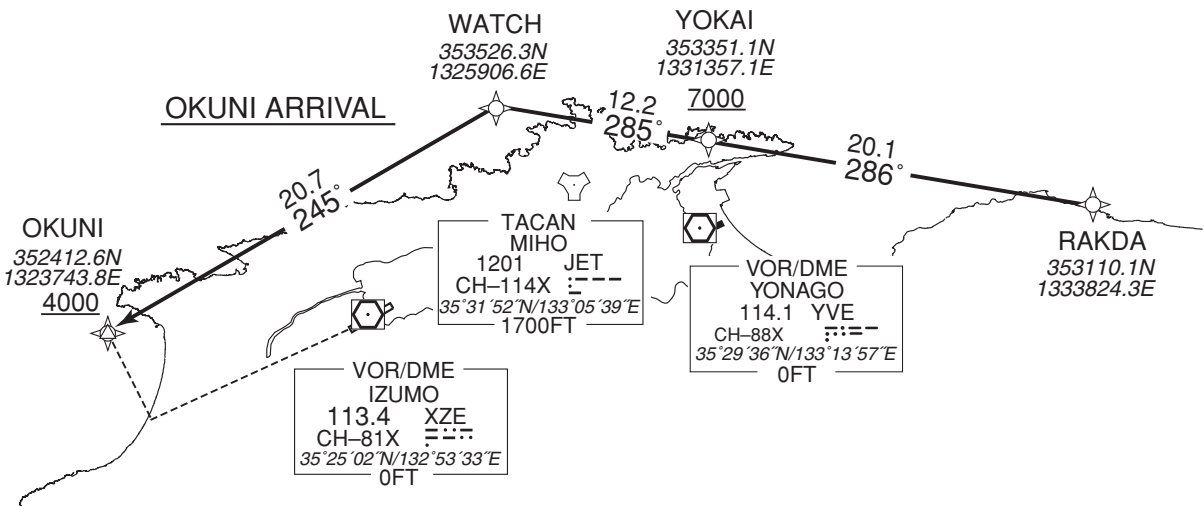 WATCH
353526.3N
1325906.6E
YOKAI
353351.1N
1331357.1E
7000
OKUNI ARRIVAL
12.2
285°
20.1
286°
20.7
245°
OKUNI
352412.6N
1323743.8E
4000
RAKDA
353110.1N
1333824.3E
TACAN
MIHO
1201 JET
CH–114X
35°31´52˝N/133°05´39˝E
1700FT
VOR/DME
YONAGO
114.1 YVE
CH–88X
35°29´36˝N/133°13´57˝E
0FT
VOR/DME
IZUMO
113.4 XZE
CH–81X
35°25´02˝N/132°53´33˝E
0FT